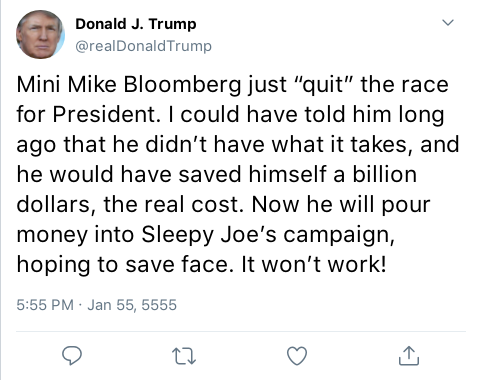 Donald J. Trump
@realDonaldTrump
Mini Mike Bloomberg just “quit” the race
for President. I could have told him long
ago that he didn’t have what it takes, and
he would have saved himself a billion
dollars, the real cost. Now he will pour
money into Sleepy Joe’s campaign,
hoping to save face. It won’t work!
5:55 PM · Jan 55, 5555